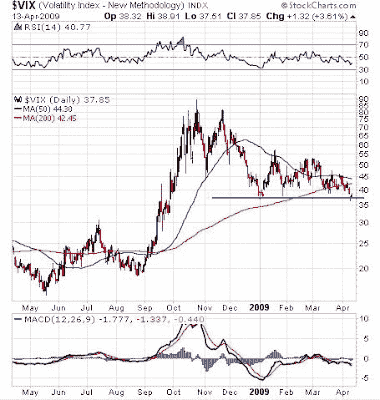 $VIX (Volatility Index - New Methodology) INDX © StockCharts.com
13-Apr-2009 Op 38.32 Hi 38.91 Lo 37.51 Cl 37.85 Chg +1.32 (+3.61%)
RSI(14) 40.77
90
70
50
30
10
$VIX (Daily) 37.85
MA(50) 44.30
MA(200) 42.45
85
80
75
70
65
60
55
50
45
40
35
30
25
20
May Jun Jul Aug Sep Oct Nov Dec 2009 Feb Mar Apr
MACD(12,26,9) -1.777, -1.337, -0.440
10
5
0
-5
May Jun Jul Aug Sep Oct Nov Dec 2009 Feb Mar Apr